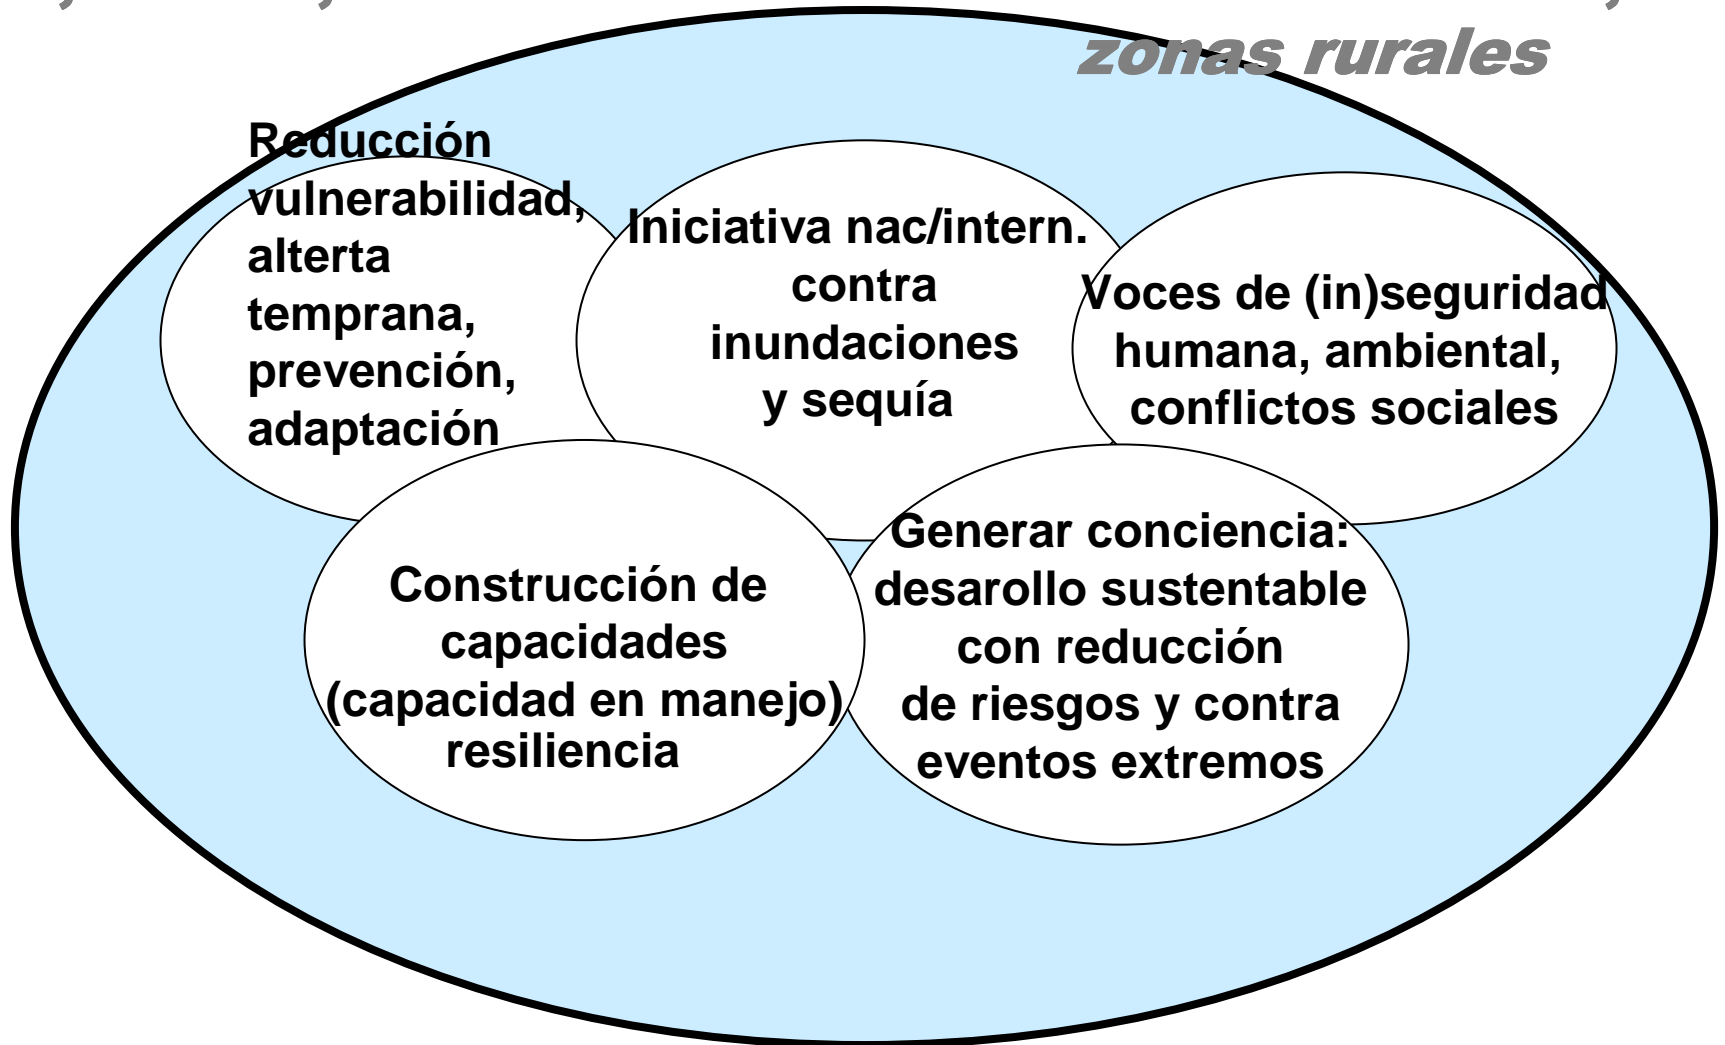 zonas rurales
Reducción
vulnerabilidad,
alterta
temprana,
prevención,
adaptación
Iniciativa nac/intern.
contra
inundaciones
y sequía
Voces de (in)seguridad
humana, ambiental,
conflictos sociales
Construcción de
capacidades
(capacidad en manejo)
resiliencia
Generar conciencia:
desarollo sustentable
con reducción
de riesgos y contra
eventos extremos